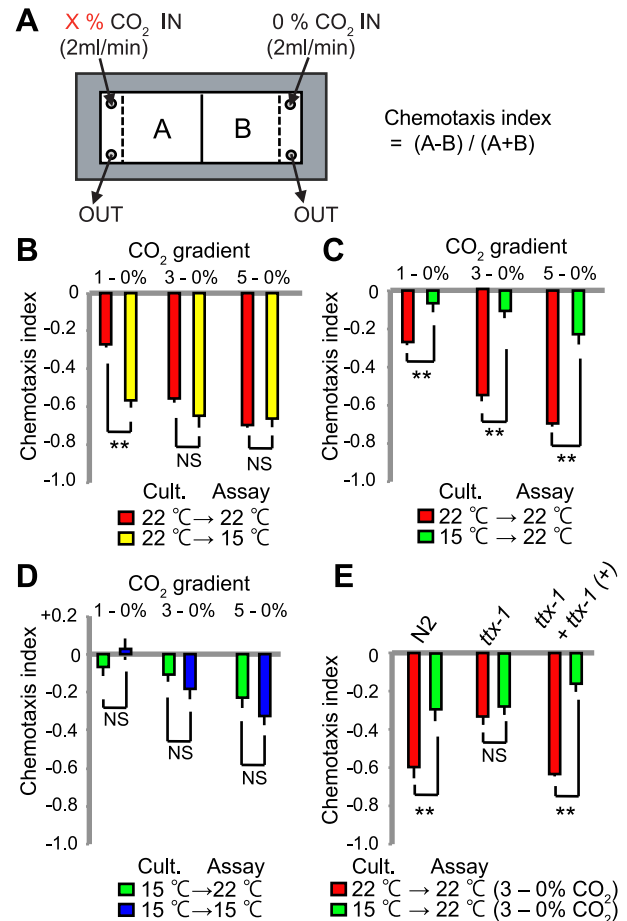 A
X % CO₂ IN
(2ml/min)
0 % CO₂ IN
(2ml/min)
A
B
OUT
OUT
Chemotaxis index
= (A-B) / (A+B)
B
CO₂ gradient
1 - 0% 3 - 0% 5 - 0%
Chemotaxis index
0
-0.2
-0.4
-0.6
-0.8
-1.0
**
NS
NS
Cult. Assay
22 ℃ → 22 ℃
22 ℃ → 15 ℃
C
CO₂ gradient
1 - 0% 3 - 0% 5 - 0%
Chemotaxis index
0
-0.2
-0.4
-0.6
-0.8
-1.0
**
**
**
Cult. Assay
22 ℃ → 22 ℃
15 ℃ → 22 ℃
D
CO₂ gradient
1 - 0% 3 - 0% 5 - 0%
Chemotaxis index
+0.2
0
-0.2
-0.4
-0.6
-0.8
-1.0
NS
NS
NS
Cult. Assay
15 ℃→22 ℃
15 ℃→15 ℃
E
N2
ttx-1
ttx-1
+ ttx-1 (+)
Chemotaxis index
0
-0.2
-0.4
-0.6
-0.8
-1.0
**
NS
**
Cult. Assay
22 ℃ → 22 ℃ (3 – 0% CO₂)
15 ℃ → 22 ℃ (3 – 0% CO₂)